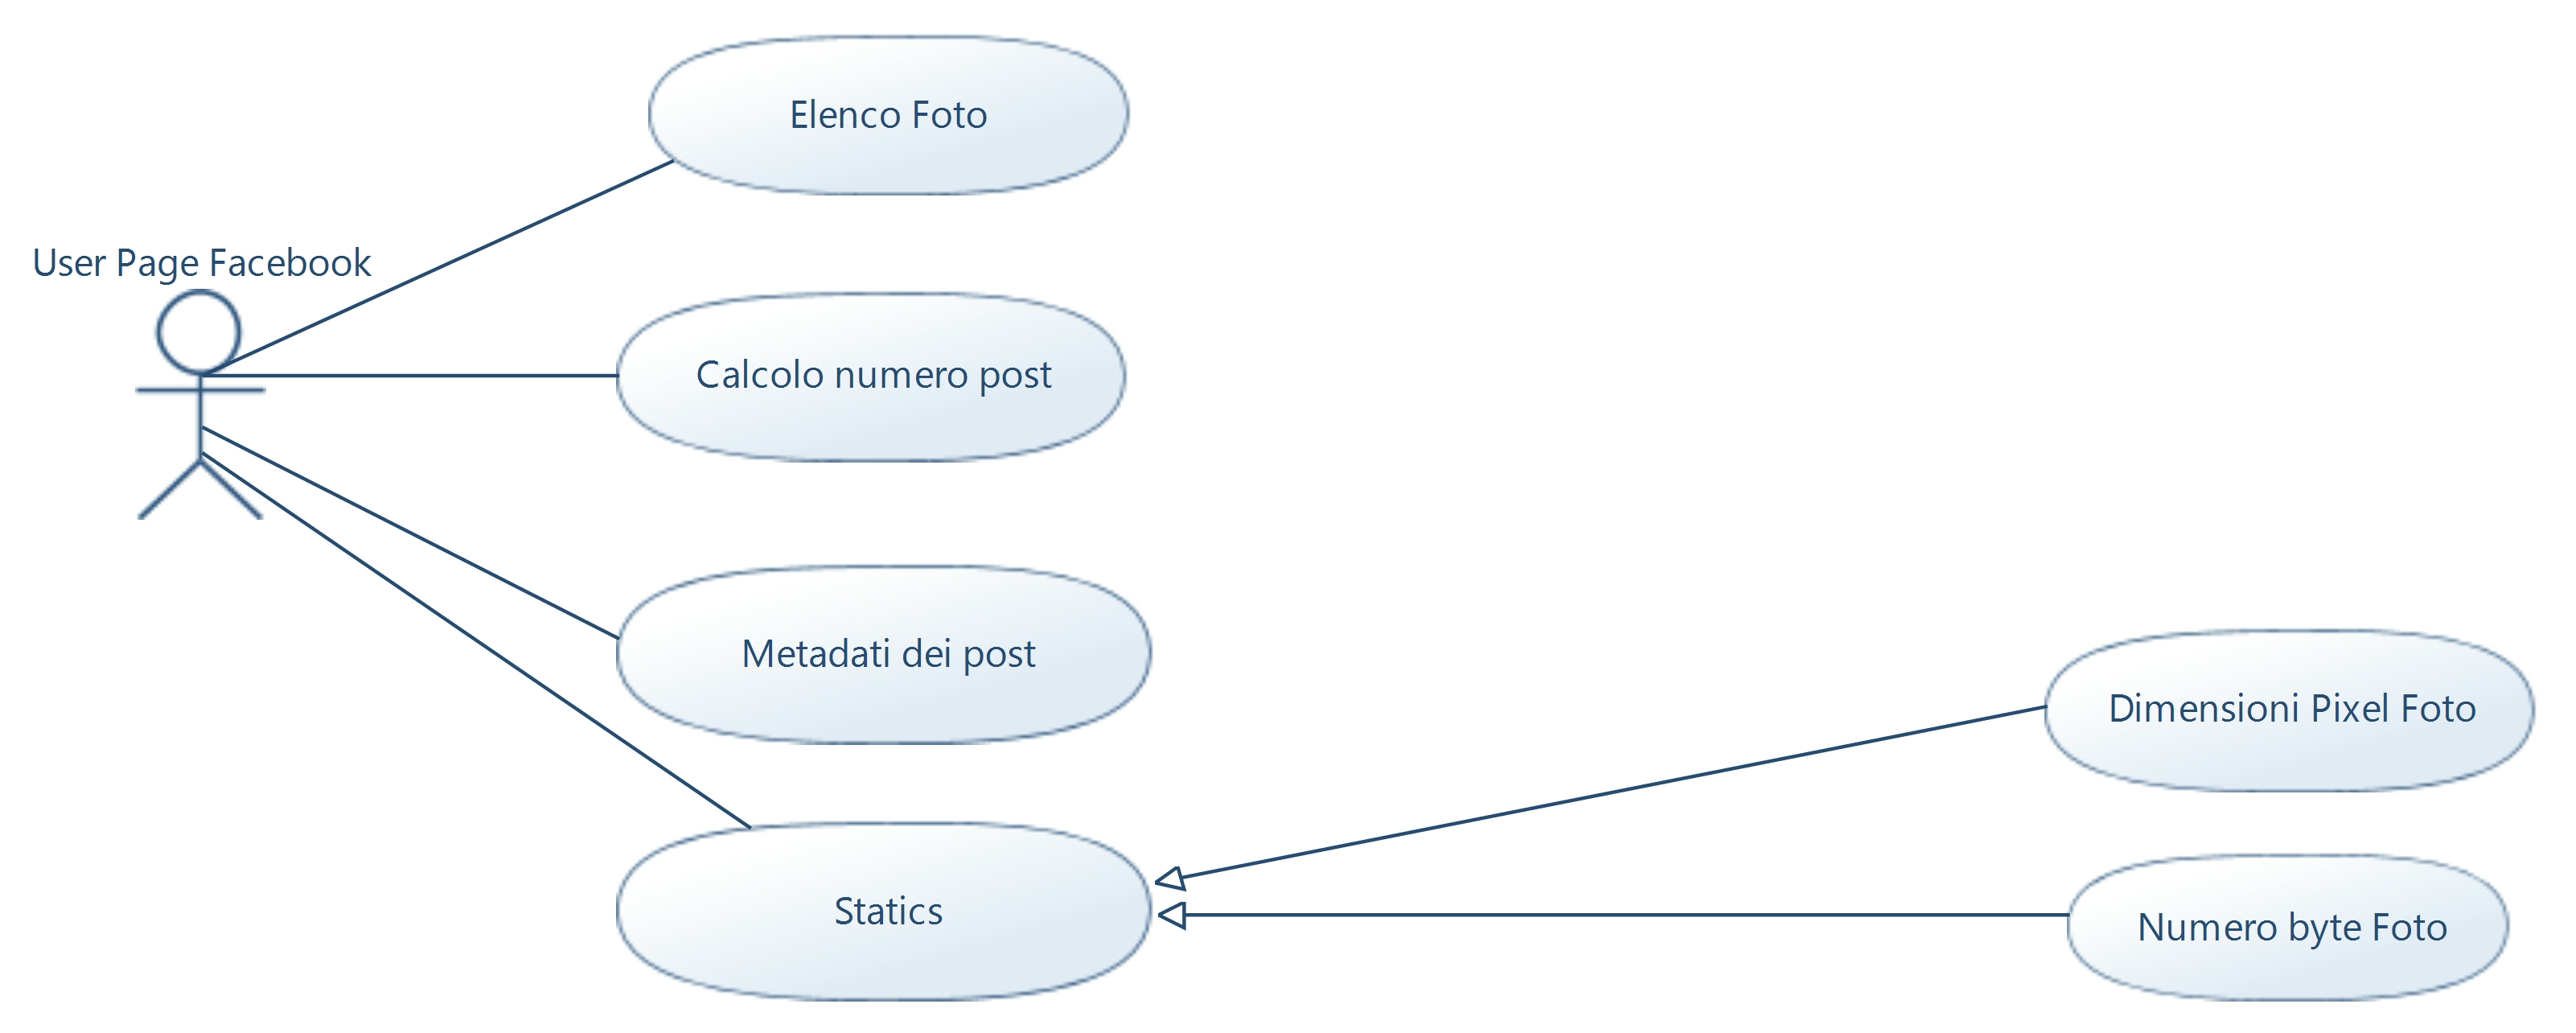 Elenco Foto
User Page Facebook
Calcolo numero post
Metadati dei post
Dimensioni Pixel Foto
Statics
Numero byte Foto